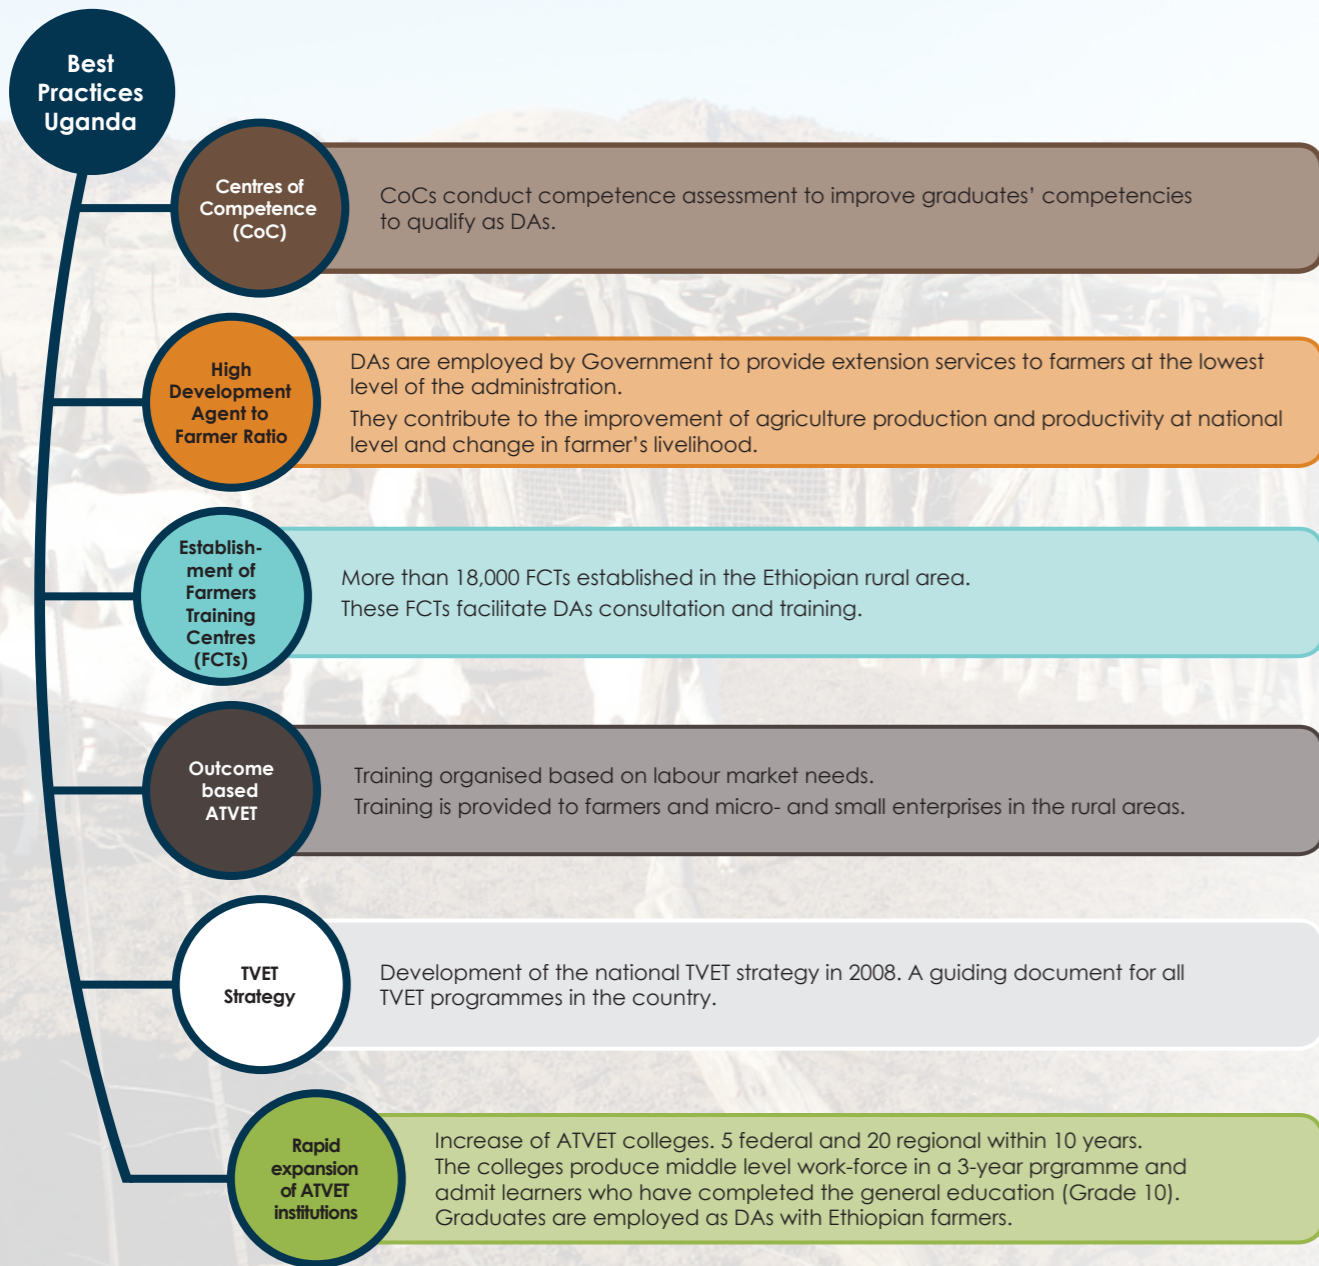 Best
Practices
Uganda
Centres of
Competence
(CoC)
CoCs conduct competence assessment to improve graduates’ competencies
to qualify as DAs.
High
Development
Agent to
Farmer Ratio
DAs are employed by Government to provide extension services to farmers at the lowest
level of the administration.
They contribute to the improvement of agriculture production and productivity at national
level and change in farmer’s livelihood.
Establish-
ment of
Farmers
Training
Centres
(FCTs)
More than 18,000 FCTs established in the Ethiopian rural area.
These FCTs facilitate DAs consultation and training.
Outcome
based
ATVET
Training organised based on labour market needs.
Training is provided to farmers and micro- and small enterprises in the rural areas.
TVET
Strategy
Development of the national TVET strategy in 2008. A guiding document for all
TVET programmes in the country.
Rapid
expansion
of ATVET
institutions
Increase of ATVET colleges. 5 federal and 20 regional within 10 years.
The colleges produce middle level work-force in a 3-year prgramme and
admit learners who have completed the general education (Grade 10).
Graduates are employed as DAs with Ethiopian farmers.